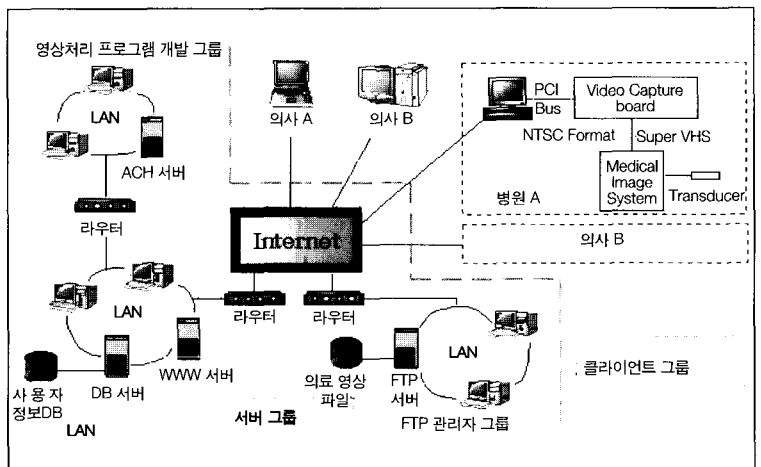 영상처리 프로그램 개발 그룹
LAN
ACH 서버
라우터
의사 A
의사 B
PCI
Bus
Video Capture
board
NTSC Format
Super VHS
Medical
Image
System
Transducer
병원 A
Internet
의사 B
LAN
라우터
라우터
WWW 서버
DB 서버
사 용 자
정보DB
LAN
서버 그룹
의료 영상
파일
FTP
서버
LAN
FTP 관리자 그룹
클라이언트 그룹